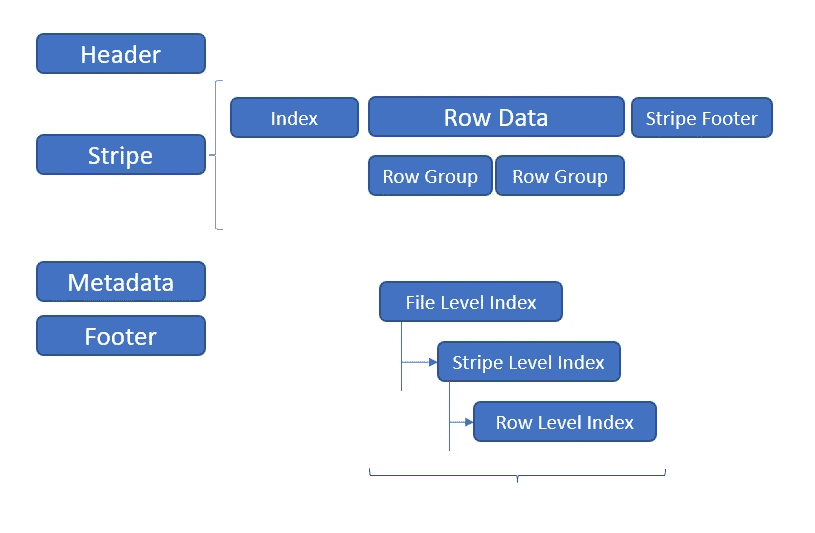 Header
Index
Row Data
Stripe Footer
Stripe
Row Group
Row Group
Metadata
File Level Index
Footer
Stripe Level Index
Row Level Index